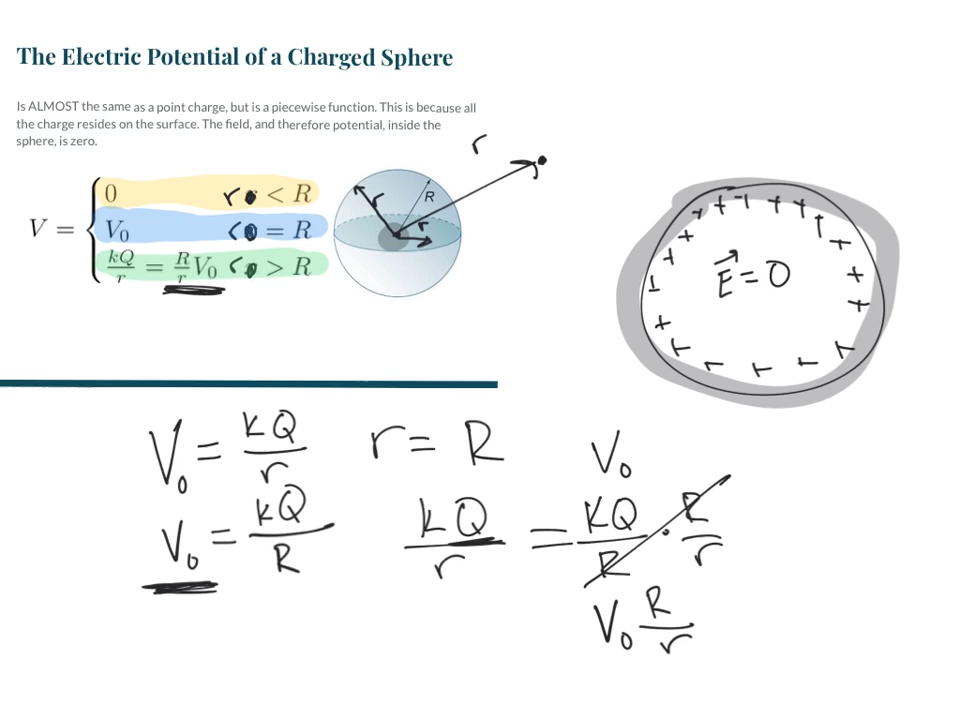 The Electric Potential of a Charged Sphere
Is ALMOST the same as a point charge, but is a piecewise function. This is because all
the charge resides on the surface. The field, and therefore potential, inside the
sphere, is zero.
r
V = { 0 r < R
V₀ r = R
kQ/r = R/r V₀ r > R
r R
r
+ + + + + + + + + + + + + + + + + + + + +
E⃗ = 0
V₀ = kQ/r r = R V₀
V₀ = kQ/R kQ/r = KQ/R · R/r
V₀ R/r